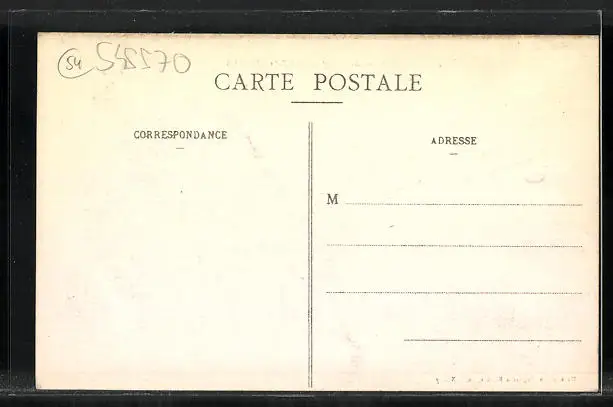 54 545570
CARTE POSTALE
CORRESPONDANCE
ADRESSE
M